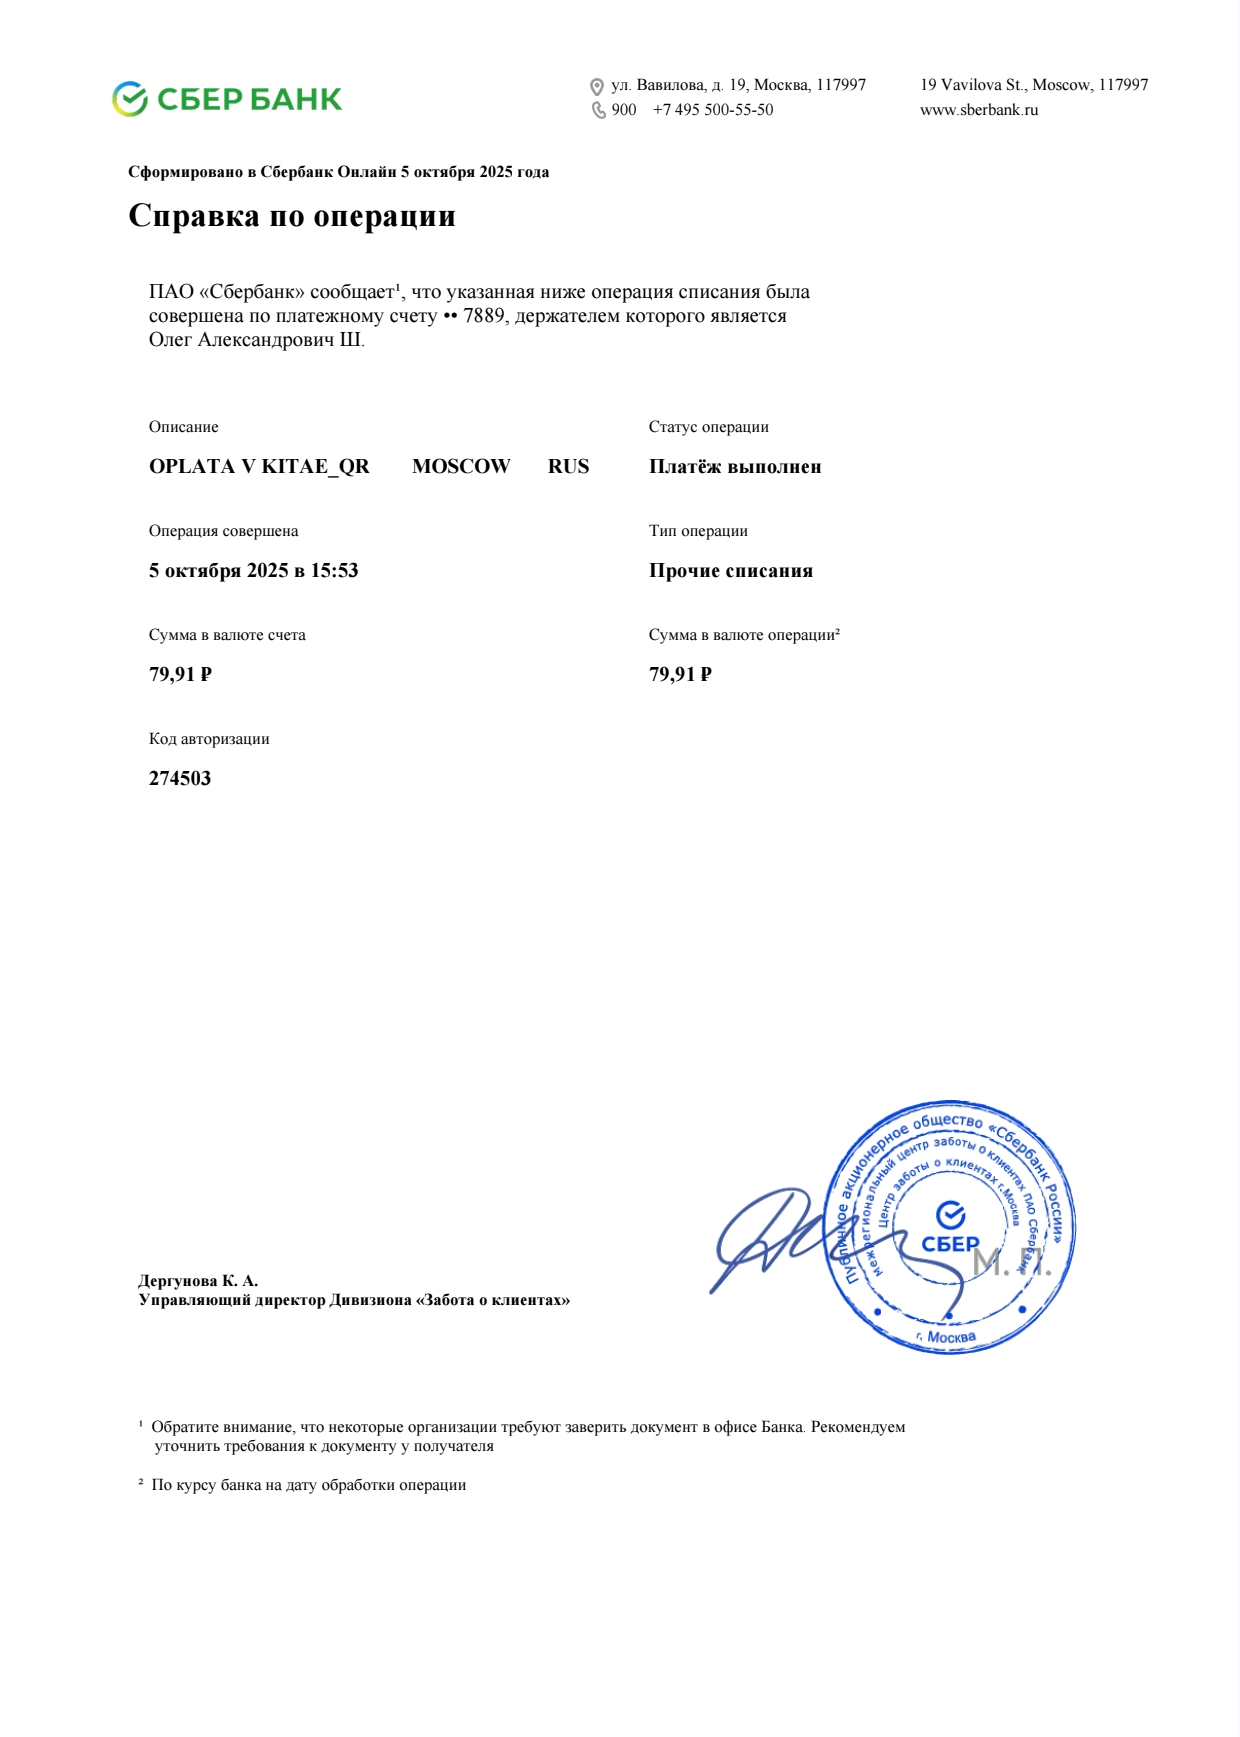 СБЕР БАНК
ул. Вавилова, д. 19, Москва, 117997
19 Vavilova St., Moscow, 117997
900 +7 495 500-55-50
www.sberbank.ru
Сформировано в Сбербанк Онлайн 5 октября 2025 года
Справка по операции
ПАО «Сбербанк» сообщает¹, что указанная ниже операция списания была
совершена по платежному счету •• 7889, держателем которого является
Олег Александрович Ш.
Описание
OPLATA V KITAE_QR MOSCOW RUS
Статус операции
Платёж выполнен
Операция совершена
5 октября 2025 в 15:53
Тип операции
Прочие списания
Сумма в валюте счета
79,91 ₽
Сумма в валюте операции²
79,91 ₽
Код авторизации
274503
Публичное акционерное общество «Сбербанк России»
Межрегиональный центр заботы о клиентах ПАО Сбербанк
Центр заботы о клиентах г.Москва
СБЕР
М. П.
г. Москва
Дергунова К. А.
Управляющий директор Дивизиона «Забота о клиентах»
¹ Обратите внимание, что некоторые организации требуют заверить документ в офисе Банка. Рекомендуем
уточнить требования к документу у получателя
² По курсу банка на дату обработки операции